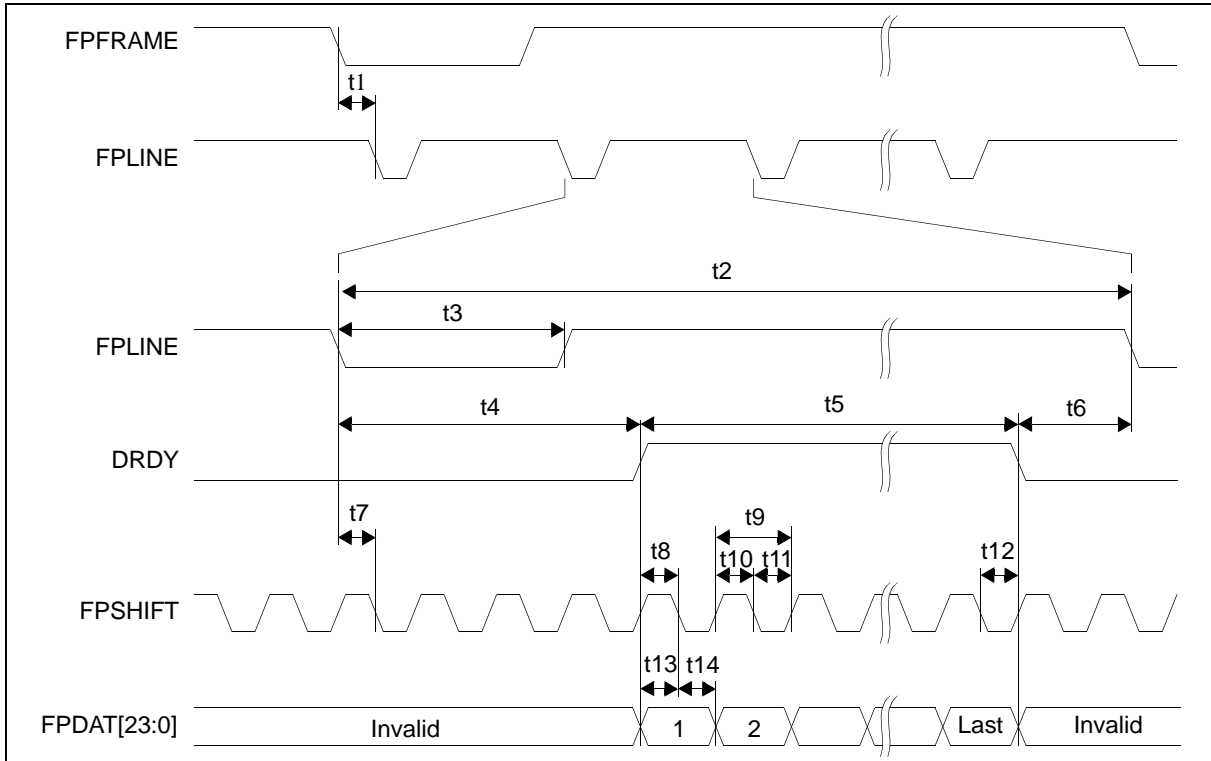 FPFRAME
t1
FPLINE
t2
t3
FPLINE
t4
t5
t6
DRDY
t7
t9
t8
t10
t11
t12
FPSHIFT
t13
t14
FPDAT[23:0]
Invalid
1
2
Last
Invalid